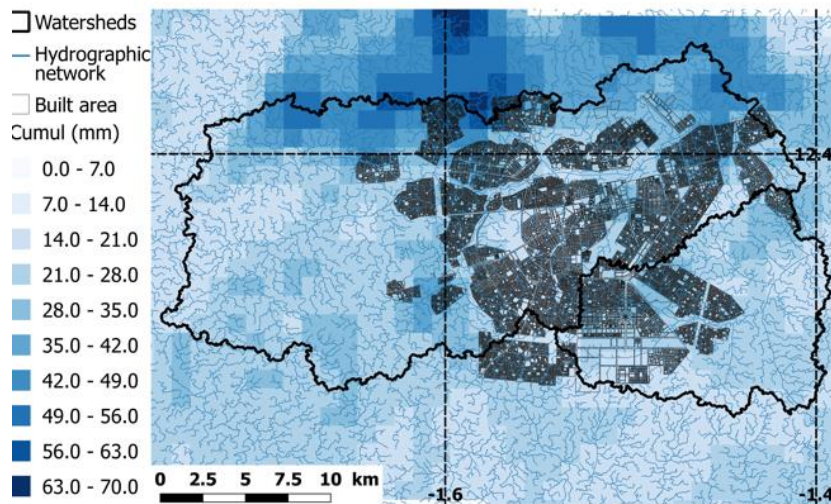 Watersheds
Hydrographic
network
Built area
Cumul (mm)
0.0 - 7.0
7.0 - 14.0
14.0 - 21.0
21.0 - 28.0
28.0 - 35.0
35.0 - 42.0
42.0 - 49.0
49.0 - 56.0
56.0 - 63.0
63.0 - 70.0
12.4
0 2.5 5 7.5 10 km
-1.6
-1.4